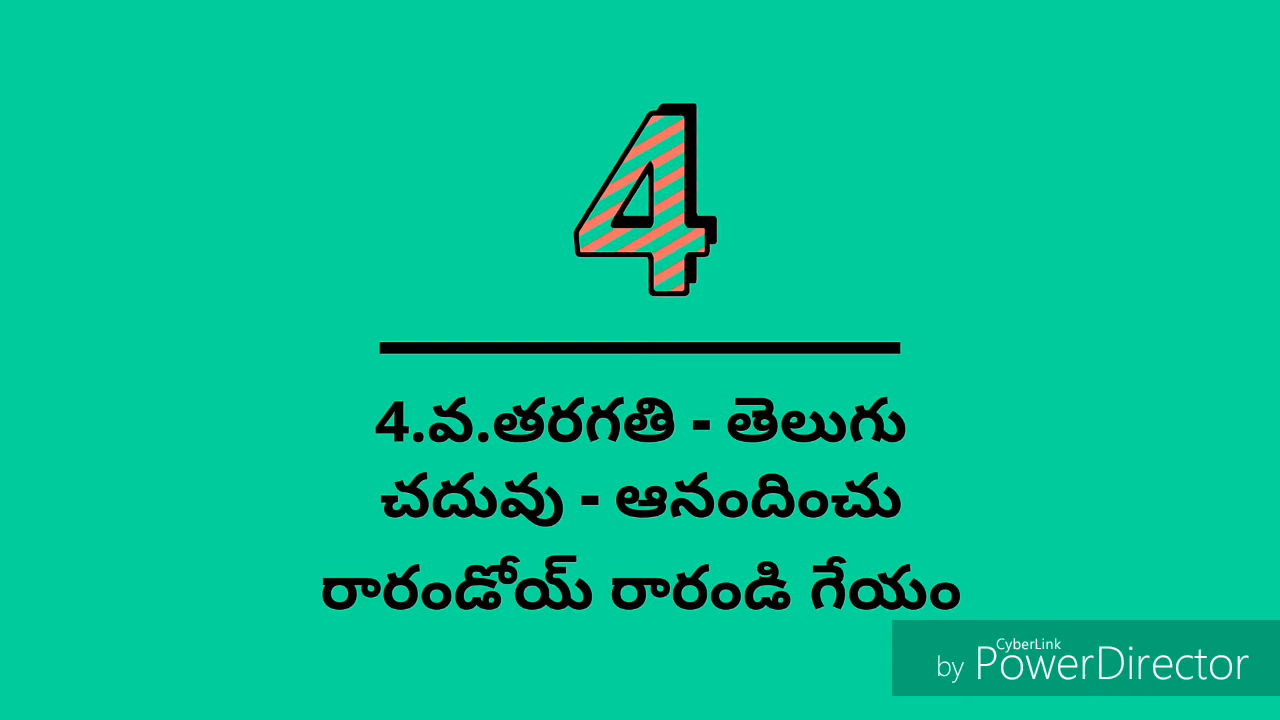 4
4.వ.తరగతి - తెలుగు
చదువు - ఆనందించు
రారండోయ్ రారండి గేయం
CyberLink
by PowerDirector